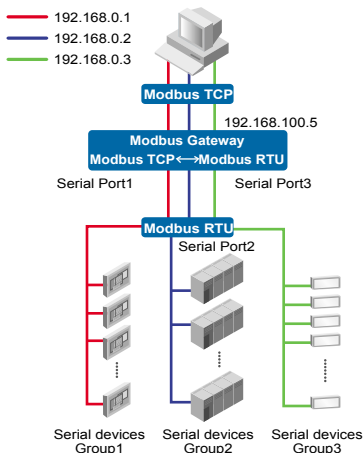 192.168.0.1
192.168.0.2
192.168.0.3
Modbus TCP
192.168.100.5
Modbus Gateway
Modbus TCP⟷Modbus RTU
Serial Port1
Serial Port3
Modbus RTU
Serial Port2
Serial devices
Group1
Serial devices
Group2
Serial devices
Group3